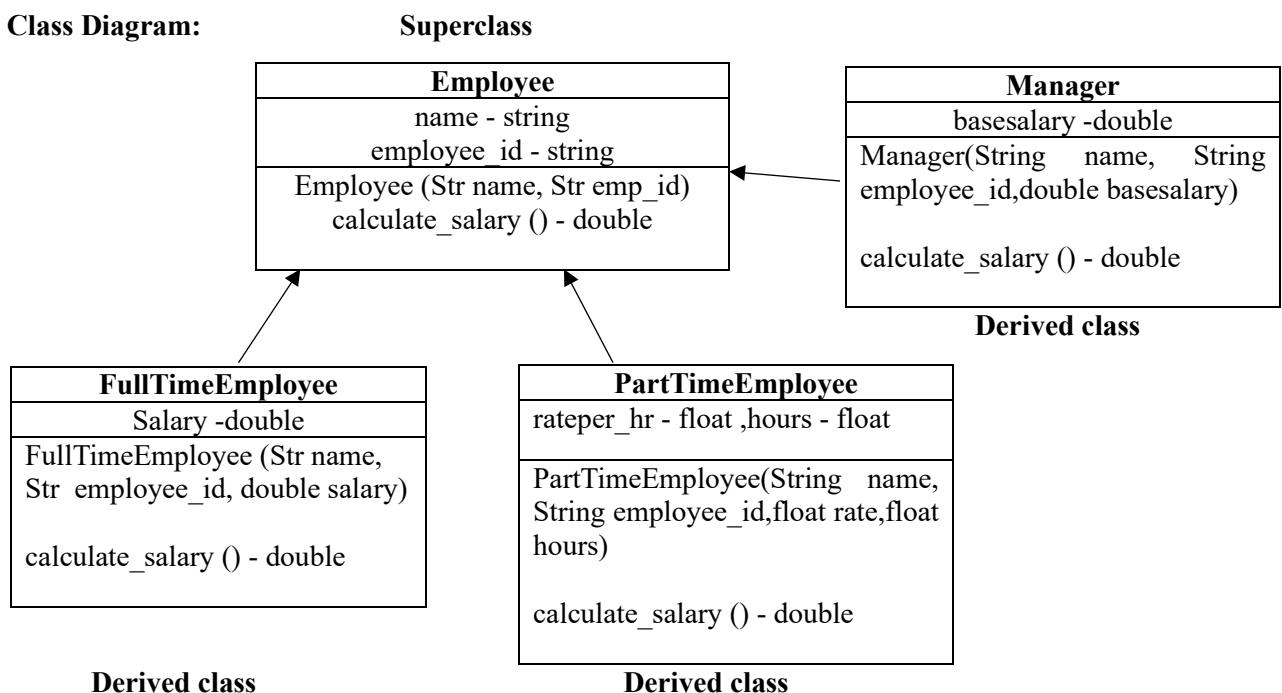 Class Diagram: Superclass
Employee
name - string
employee_id - string
Employee (Str name, Str emp_id)
calculate_salary () - double
Manager
basesalary -double
Manager(String name, String
employee_id,double basesalary)
calculate_salary () - double
Derived class
FullTimeEmployee
Salary -double
FullTimeEmployee (Str name,
Str employee_id, double salary)
calculate_salary () - double
Derived class
PartTimeEmployee
rateper_hr - float ,hours - float
PartTimeEmployee(String name,
String employee_id,float rate,float
hours)
calculate_salary () - double
Derived class